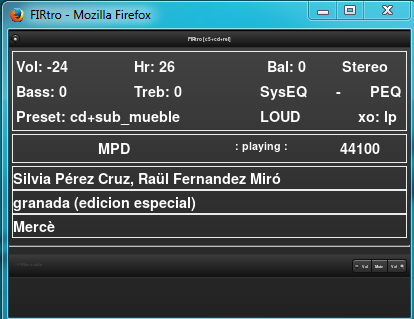 FIRtro - Mozilla Firefox
FIRtro [c5+cd+rel]
Vol: -24 Hr: 26 Bal: 0 Stereo
Bass: 0 Treb: 0 SysEQ - PEQ
Preset: cd+sub_mueble LOUD xo: lp
MPD : playing : 44100
Silvia Pérez Cruz, Raül Fernandez Miró
granada (edicion especial)
Mercè
- Vol Mute Vol +